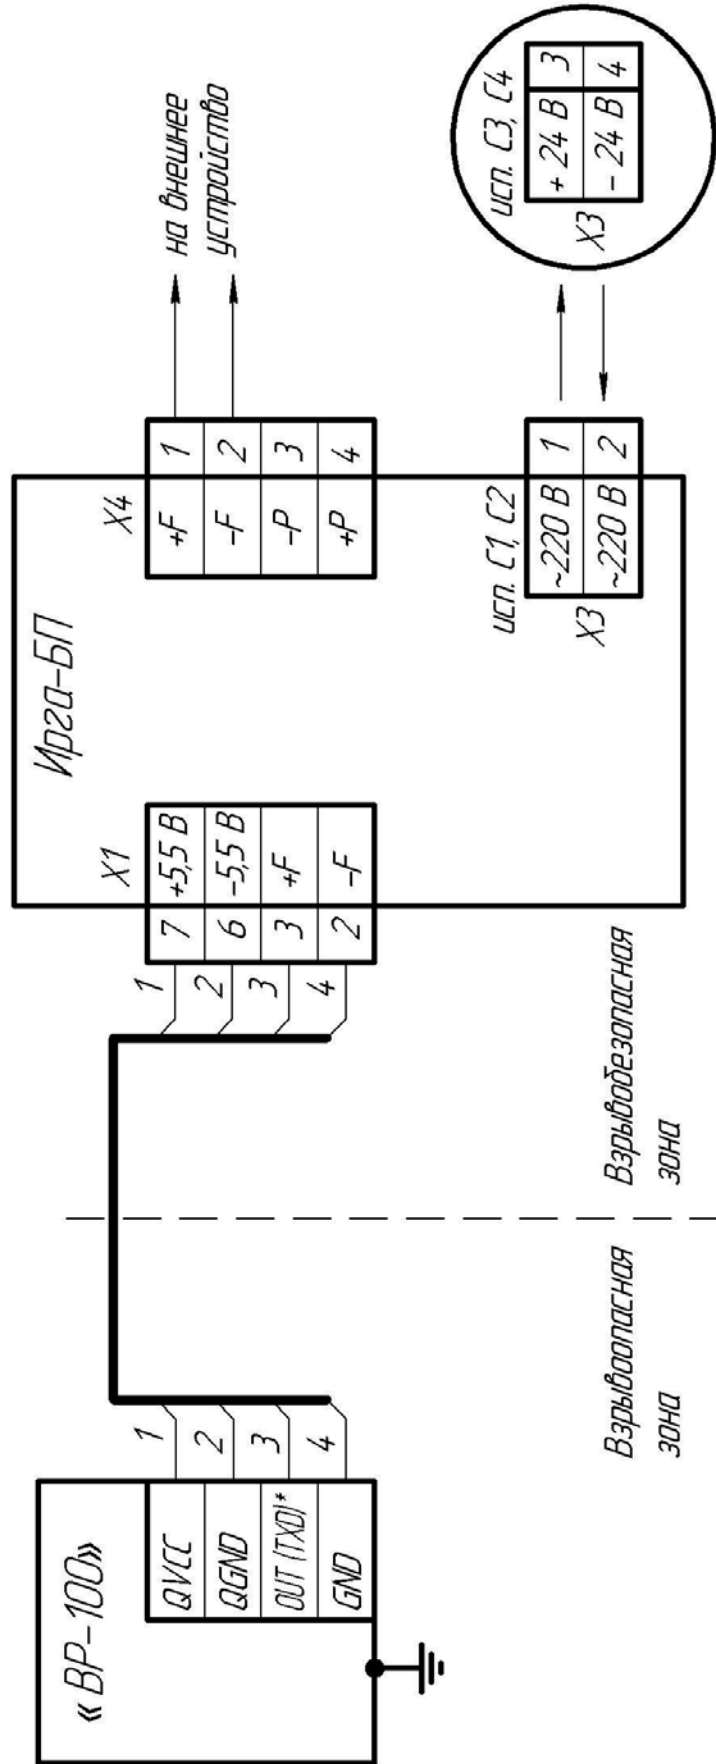 «ВР-100»
QVCC
QGND
OUT (TXD)*
GND
1
2
3
4
Взрывоопасная
зона
Взрывобезопасная
зона
1
2
3
4
Ирга-БП
X1
7 +5,5 В
6 -5,5 В
3 +F
2 -F
X4
+F 1
-F 2
-P 3
+P 4
на внешнее
устройство
исп. С1, С2
X3
~220 В 1
~220 В 2
исп. С3, С4
X3
+ 24 В 3
- 24 В 4